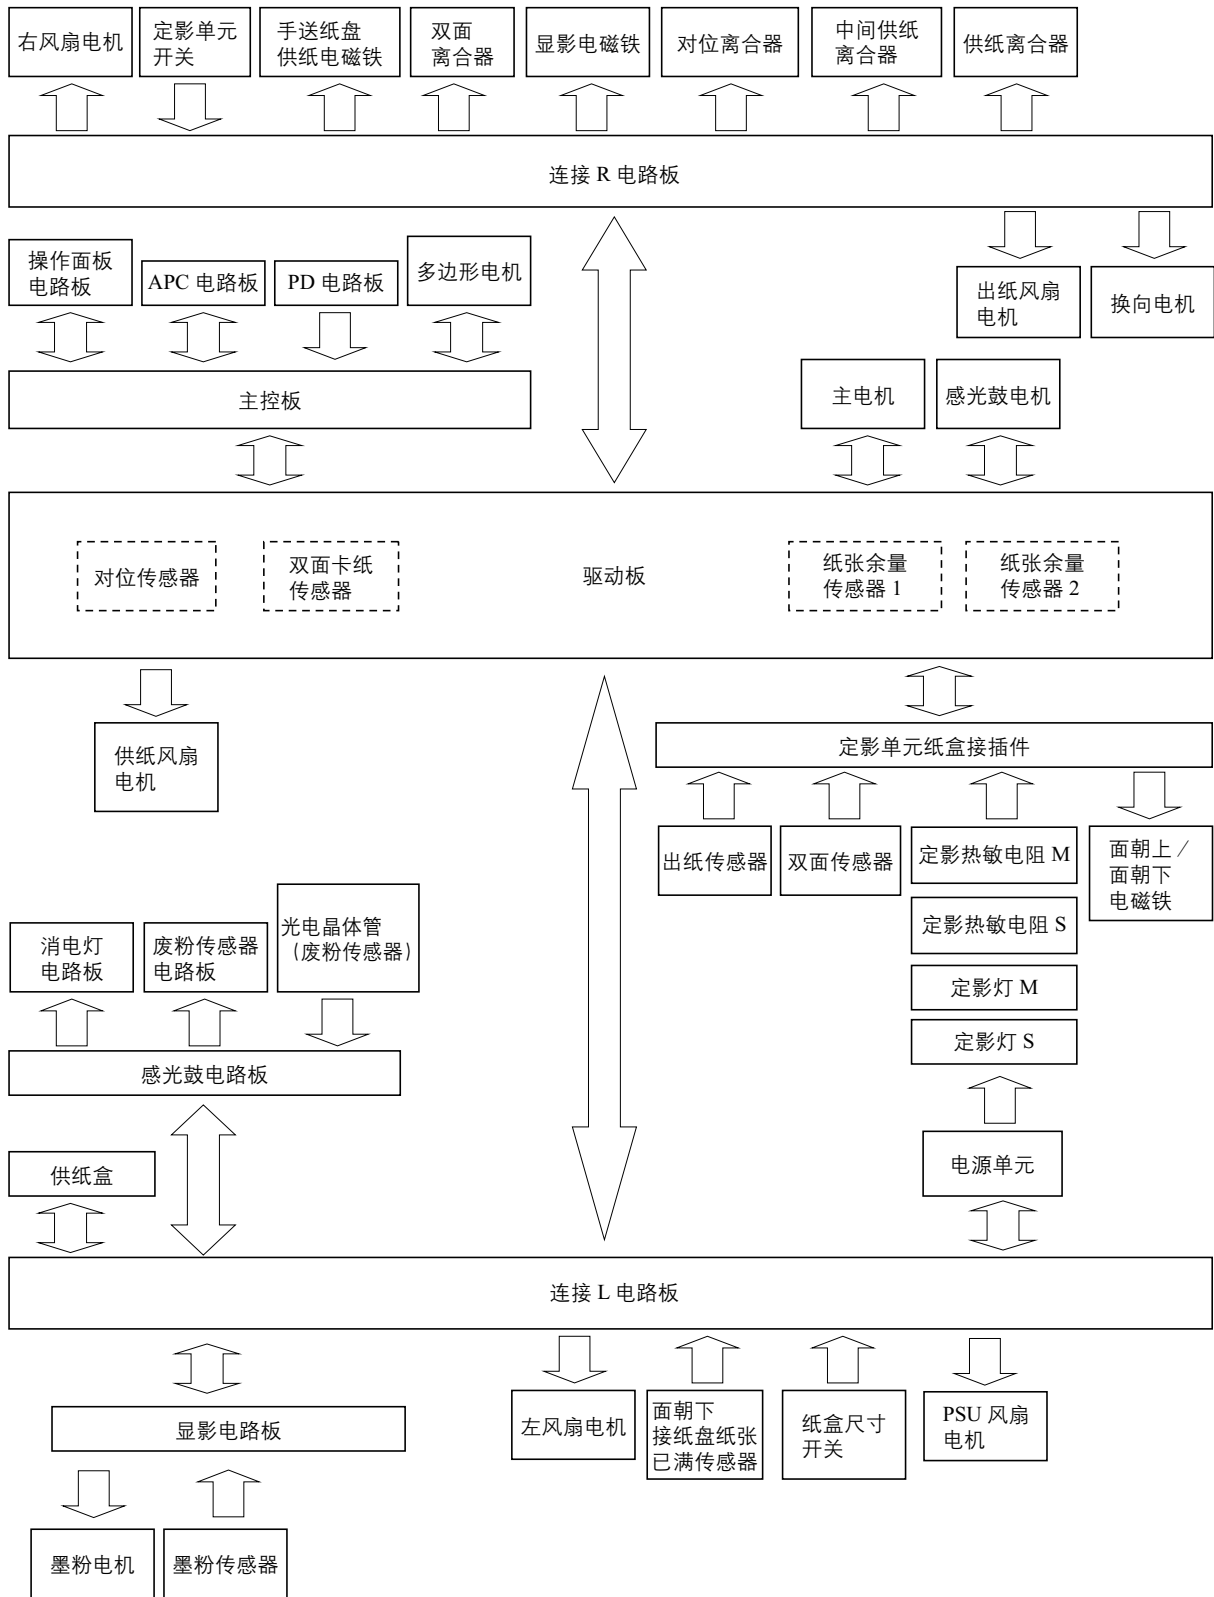 右风扇电机
定影单元
开关
手送纸盘
供纸电磁铁
双面
离合器
显影电磁铁
对位离合器
中间供纸
离合器
供纸离合器
连接 R 电路板
操作面板
电路板
APC 电路板
PD 电路板
多边形电机
出纸风扇
电机
换向电机
主控板
主电机
感光鼓电机
对位传感器
双面卡纸
传感器
驱动板
纸张余量
传感器 1
纸张余量
传感器 2
供纸风扇
电机
定影单元纸盒接插件
出纸传感器
双面传感器
定影热敏电阻 M
面朝上／
面朝下
电磁铁
定影热敏电阻 S
定影灯 M
定影灯 S
消电灯
电路板
废粉传感器
电路板
光电晶体管
（废粉传感器）
感光鼓电路板
供纸盒
电源单元
连接 L 电路板
显影电路板
左风扇电机
面朝下
接纸盘纸张
已满传感器
纸盒尺寸
开关
PSU 风扇
电机
墨粉电机
墨粉传感器